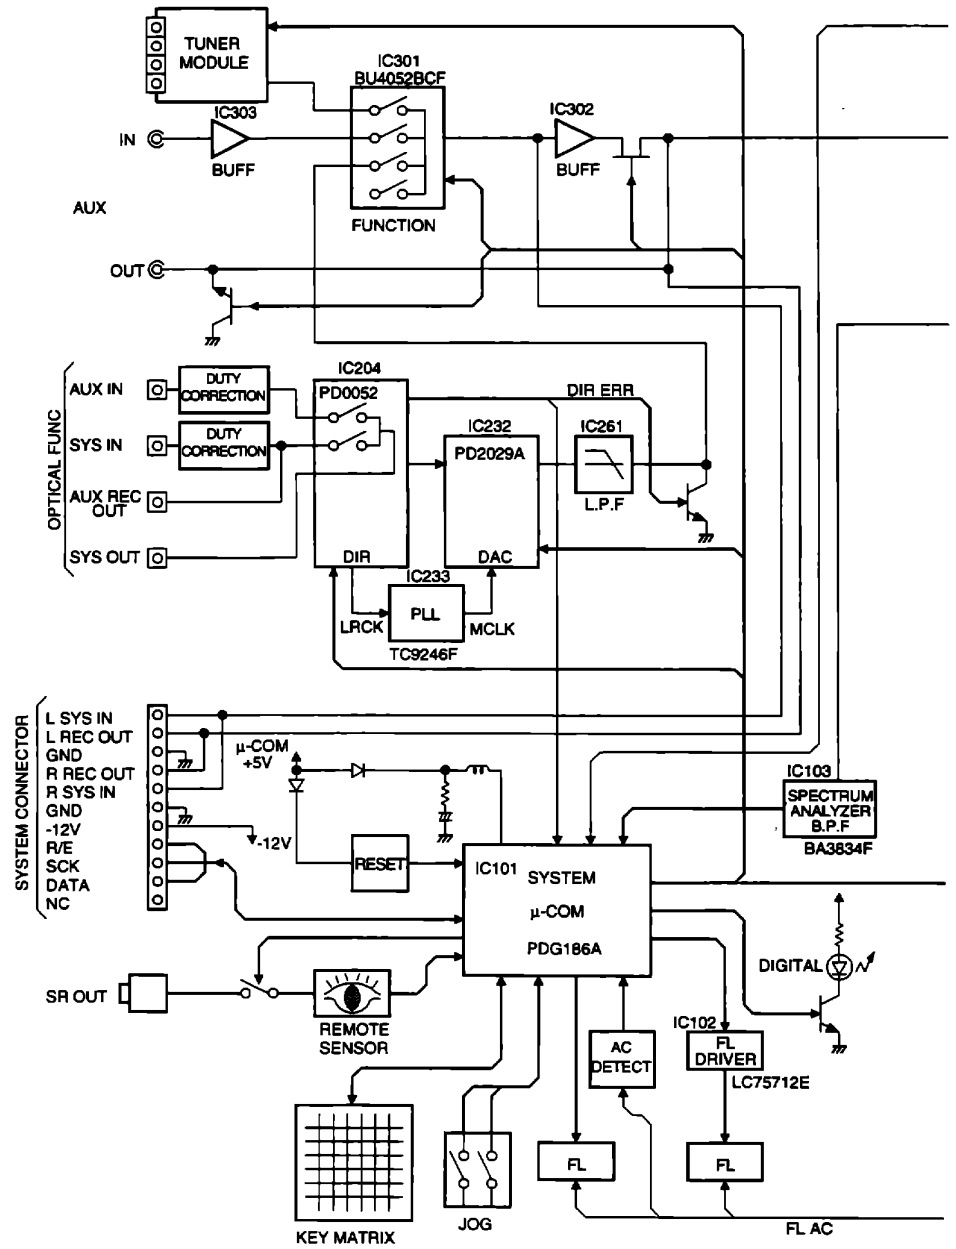 TUNER
MODULE
IC301
BU4052BCF
IC303
IC302
IN
BUFF
BUFF
AUX
FUNCTION
OUT
OPTICAL FUNC
IC204
AUX IN
DUTY
CORRECTION
PD0052
DIR ERR
SYS IN
DUTY
CORRECTION
IC232
PD2029A
IC261
L.P.F
AUX REC
OUT
SYS OUT
DIR
DAC
IC233
PLL
LRCK
MCLK
TC9246F
SYSTEM CONNECTOR
L SYS IN
L REC OUT
GND
R REC OUT
R SYS IN
GND
-12V
R/E
SCK
DATA
NC
-12V
μ-COM
+5V
RESET
IC103
SPECTRUM
ANALYZER
B.P.F
BA3834F
IC101
SYSTEM
μ-COM
PDG186A
DIGITAL
SR OUT
REMOTE
SENSOR
AC
DETECT
IC102
FL
DRIVER
LC75712E
FL
FL
JOG
KEY MATRIX
FL AC